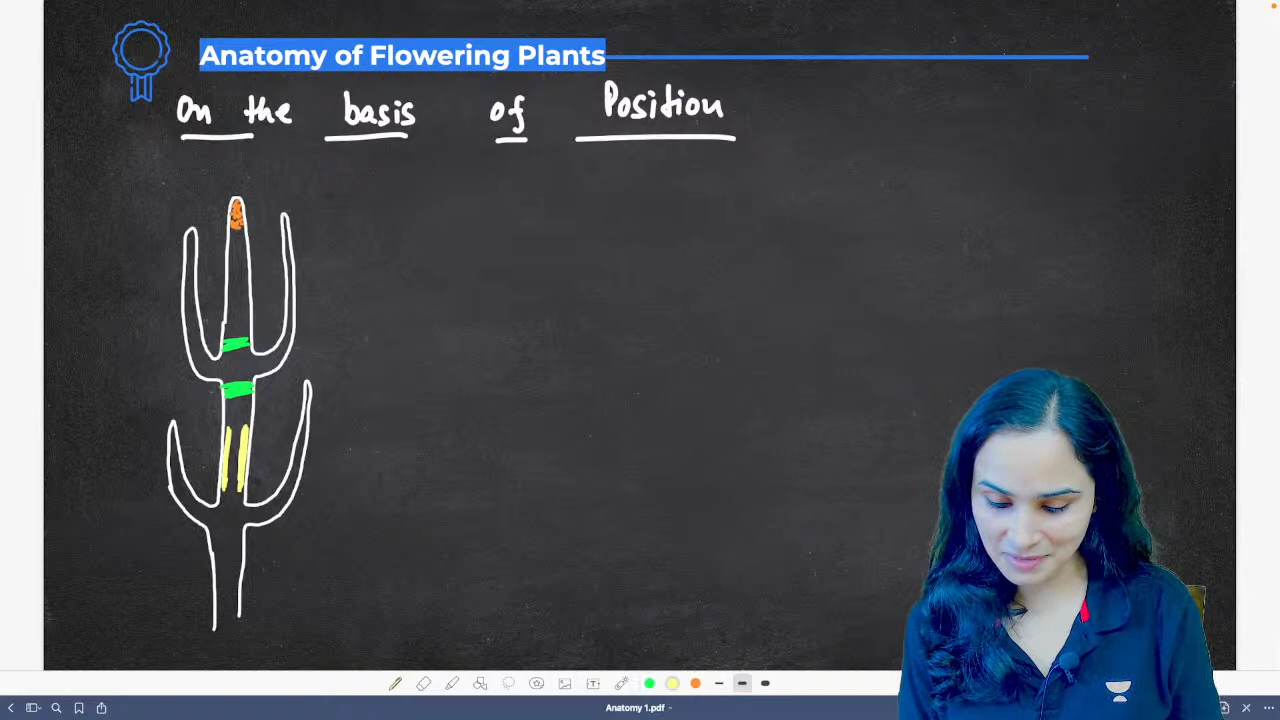 Anatomy of Flowering Plants
On the basis of Position
Anatomy 1.pdf